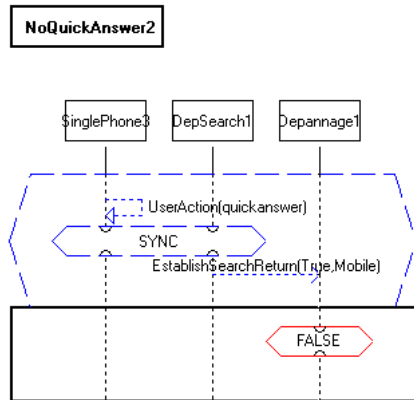 NoQuickAnswer2
SinglePhone3 DepSearch1 Depannage1
UserAction(quickanswer)
SYNC
EstablishSearchReturn(True,Mobile)
FALSE